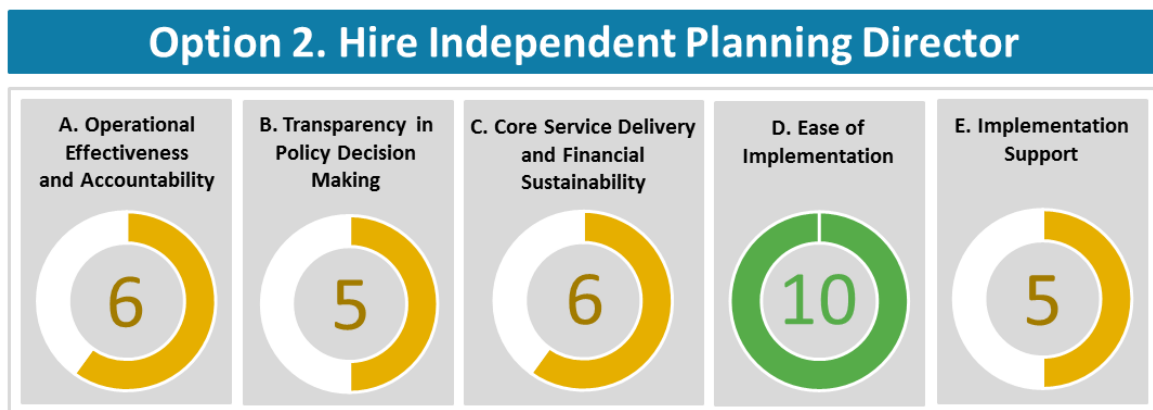 Option 2. Hire Independent Planning Director
A. Operational
Effectiveness
and Accountability
6
B. Transparency in
Policy Decision
Making
5
C. Core Service Delivery
and Financial
Sustainability
6
D. Ease of
Implementation
10
E. Implementation
Support
5